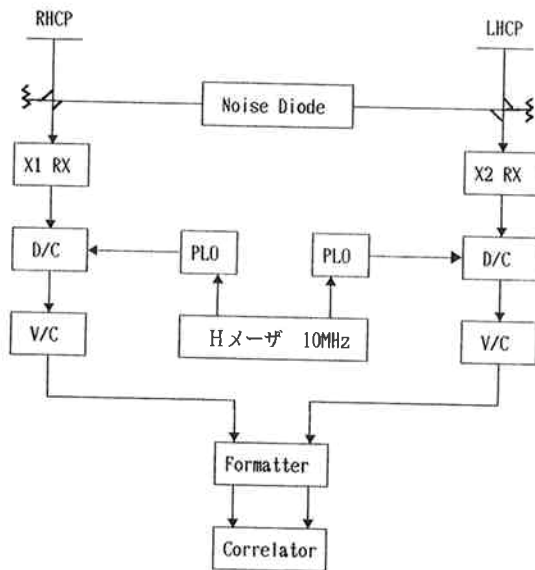 RHCP
LHCP
Noise Diode
X1 RX
X2 RX
D/C
PLO
PLO
D/C
V/C
Hメーザ 10MHz
V/C
Formatter
Correlator